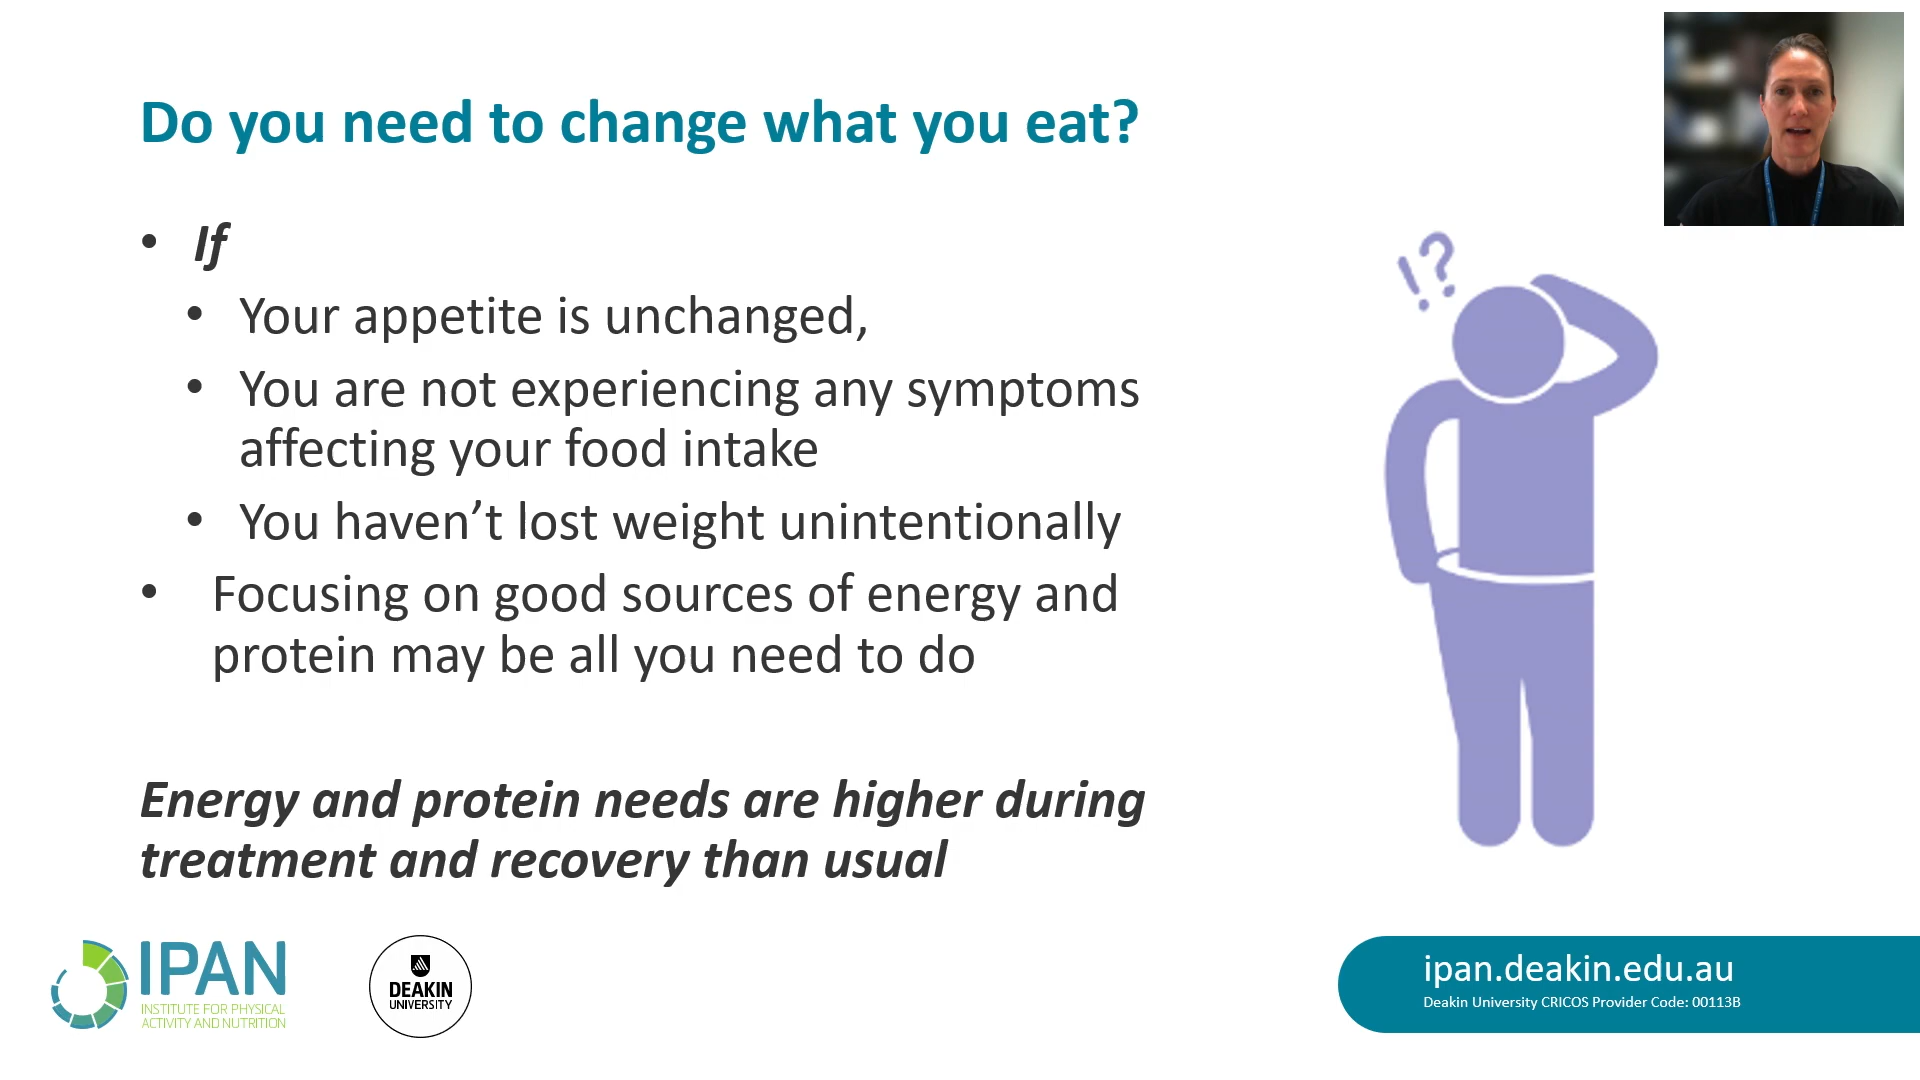 Do you need to change what you eat?
• If
• Your appetite is unchanged,
• You are not experiencing any symptoms
affecting your food intake
• You haven’t lost weight unintentionally
• Focusing on good sources of energy and
protein may be all you need to do
!?
Energy and protein needs are higher during
treatment and recovery than usual
IPAN
INSTITUTE FOR PHYSICAL
ACTIVITY AND NUTRITION
DEAKIN
UNIVERSITY
ipan.deakin.edu.au
Deakin University CRICOS Provider Code: 00113B